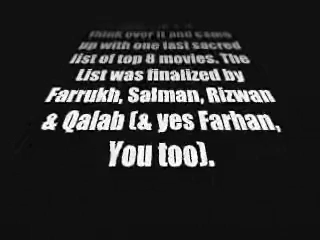 think over it and came
up with one last sacred
list of top 8 movies. The
List was finalized by
Farrukh, Salman, Rizwan
& Qalab (& yes Farhan,
You too).